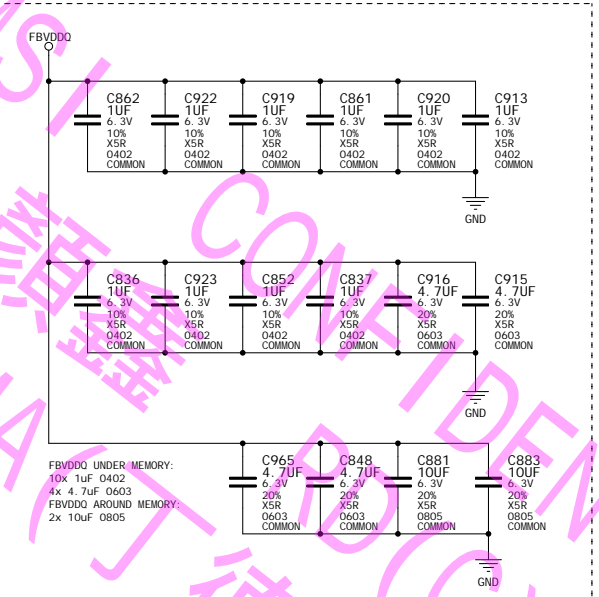 FBVDDQ
C862
1UF
6.3V
10%
X5R
0402
COMMON
C922
1UF
6.3V
10%
X5R
0402
COMMON
C919
1UF
6.3V
10%
X5R
0402
COMMON
C861
1UF
6.3V
10%
X5R
0402
COMMON
C920
1UF
6.3V
10%
X5R
0402
COMMON
C913
1UF
6.3V
10%
X5R
0402
COMMON
GND
C836
1UF
6.3V
10%
X5R
0402
COMMON
C923
1UF
6.3V
10%
X5R
0402
COMMON
C852
1UF
6.3V
10%
X5R
0402
COMMON
C837
1UF
6.3V
10%
X5R
0402
COMMON
C916
4.7UF
6.3V
20%
X5R
0603
COMMON
C915
4.7UF
6.3V
20%
X5R
0603
COMMON
GND
C965
4.7UF
6.3V
20%
X5R
0603
COMMON
C848
4.7UF
6.3V
20%
X5R
0603
COMMON
C881
10UF
6.3V
20%
X5R
0805
COMMON
C883
10UF
6.3V
20%
X5R
0805
COMMON
GND
FBVDDQ UNDER MEMORY:
10x 1uF 0402
4x 4.7uF 0603
FBVDDQ AROUND MEMORY:
2x 10uF 0805
MSI CONFIDEN
顏鑫 RD(C
A(丁德